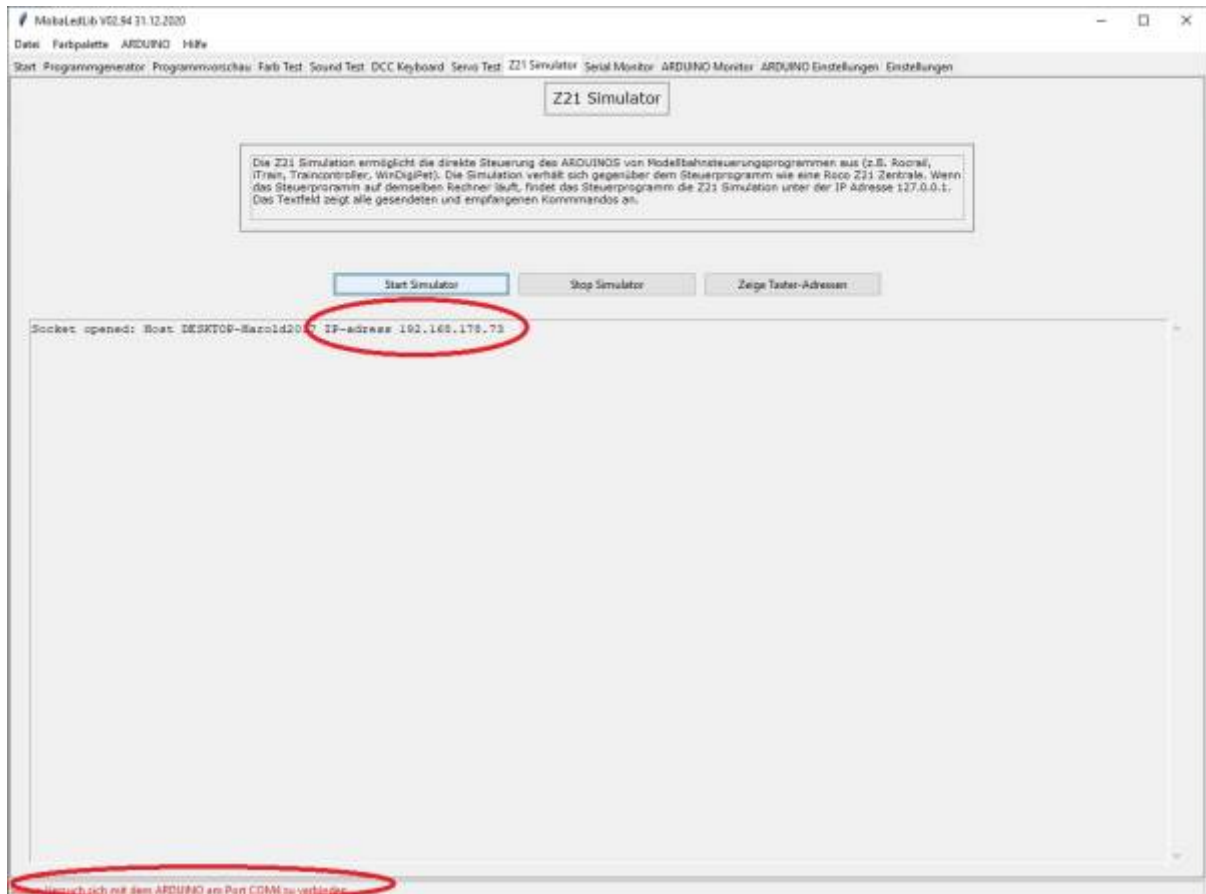 MobaLedLib V02.94 31.12.2020
Datei Farbpalette ARDUINO Hilfe
Start Programmgenerator Programmvorschau Farb Test Sound Test DCC Keyboard Servo Test Z21 Simulator Serial Monitor ARDUINO Monitor ARDUINO Einstellungen Einstellungen
Z21 Simulator
Die Z21 Simulation ermöglicht die direkte Steuerung des ARDUINOS von Modellbahnsteuerungsprogrammen aus (z.B. Rocrail,
iTrain, Traincontroller, WinDigiPet). Die Simulation verhält sich gegenüber dem Steuerprogramm wie eine Roco Z21 Zentrale. Wenn
das Steuerproramm auf demselben Rechner läuft, findet das Steuerprogramm die Z21 Simulation unter der IP Adresse 127.0.0.1.
Das Textfeld zeigt alle gesendeten und empfangenen Kommmandos an.
Start Simulator Stop Simulator Zeige Taster-Adressen
Socket opened: Host DESKTOP-Harold2017 IP-adress 192.168.178.73
Versuch sich mit dem ARDUINO am Port COM4 zu verbinden